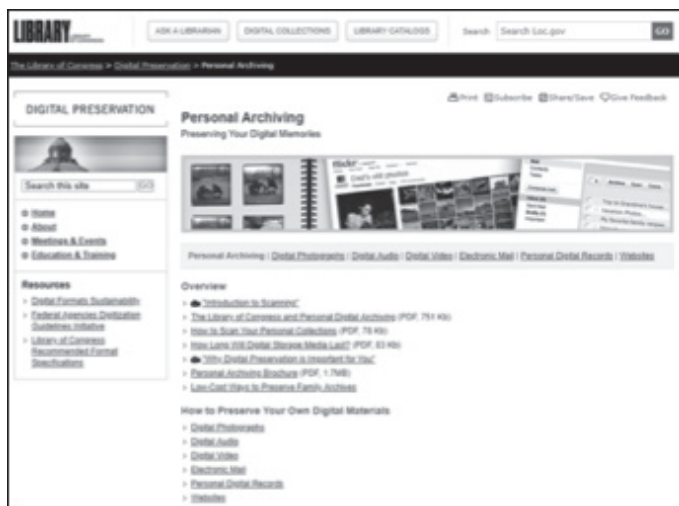 LIBRARY
ASK A LIBRARIAN DIGITAL COLLECTIONS LIBRARY CATALOGS Search Search Loc.gov GO
The Library of Congress > Digital Preservation > Personal Archiving
Print Subscribe Share/Save Give Feedback
DIGITAL PRESERVATION
Search this site GO
Home
About
Meetings & Events
Education & Training
Resources
Digital Formats Sustainability
Federal Agencies Digitization
Guidelines Initiative
Library of Congress
Recommended Format
Specifications
Personal Archiving
Preserving Your Digital Memories
flickr
Dad's old photos
Personal Archiving | Digital Photographs | Digital Audio | Digital Video | Electronic Mail | Personal Digital Records | Websites
Overview
"Introduction to Scanning"
The Library of Congress and Personal Digital Archiving (PDF, 751 Kb)
How to Scan Your Personal Collections (PDF, 78 Kb)
How Long Will Digital Storage Media Last? (PDF, 83 Kb)
"Why Digital Preservation is Important for You"
Personal Archiving Brochure (PDF, 1.7MB)
Low-Cost Ways to Preserve Family Archives
How to Preserve Your Own Digital Materials
Digital Photographs
Digital Audio
Digital Video
Electronic Mail
Personal Digital Records
Websites